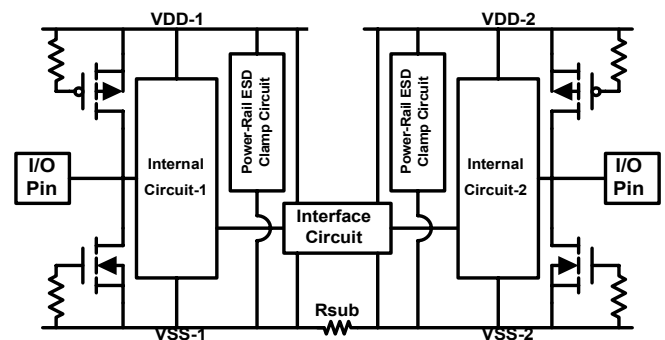 VDD-1
VDD-2
Power-Rail ESD
Clamp Circuit
Power-Rail ESD
Clamp Circuit
I/O
Pin
Internal
Circuit-1
Internal
Circuit-2
I/O
Pin
Interface
Circuit
Rsub
VSS-1
VSS-2